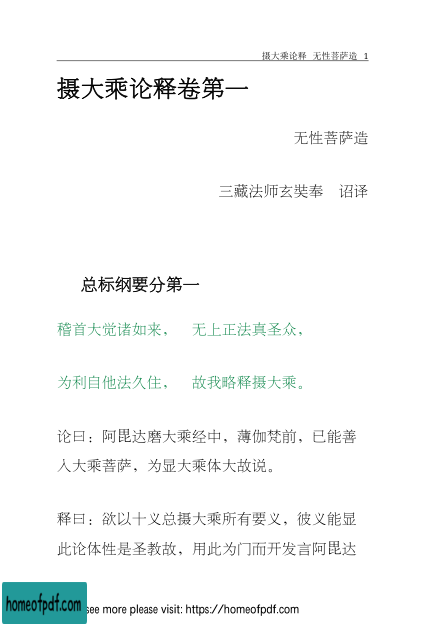 摄大乘论释 无性菩萨造 1
摄大乘论释卷第一
无性菩萨造
三藏法师玄奘奉 诏译
总标纲要分第一
稽首大觉诸如来， 无上正法真圣众，
为利自他法久住， 故我略释摄大乘。
论曰：阿毘达磨大乘经中，薄伽梵前，已能善
入大乘菩萨，为显大乘体大故说。
释曰：欲以十义总摄大乘所有要义，彼义能显
此论体性是圣教故，用此为门而开发言阿毘达
homeofpdf.com see more please visit: https://homeofpdf.com